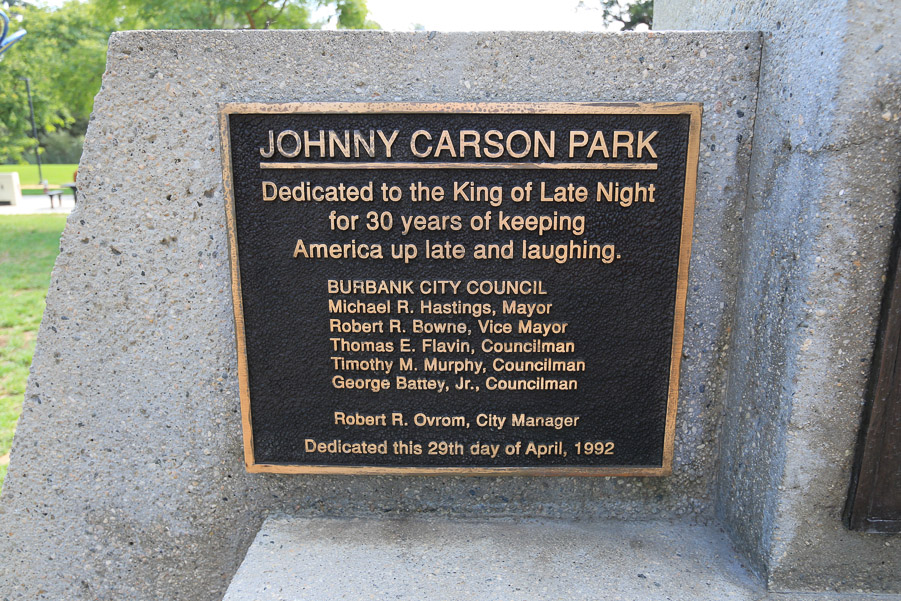 JOHNNY CARSON PARK
Dedicated to the King of Late Night
for 30 years of keeping
America up late and laughing.
BURBANK CITY COUNCIL
Michael R. Hastings, Mayor
Robert R. Bowne, Vice Mayor
Thomas E. Flavin, Councilman
Timothy M. Murphy, Councilman
George Battey, Jr., Councilman
Robert R. Ovrom, City Manager
Dedicated this 29th day of April, 1992